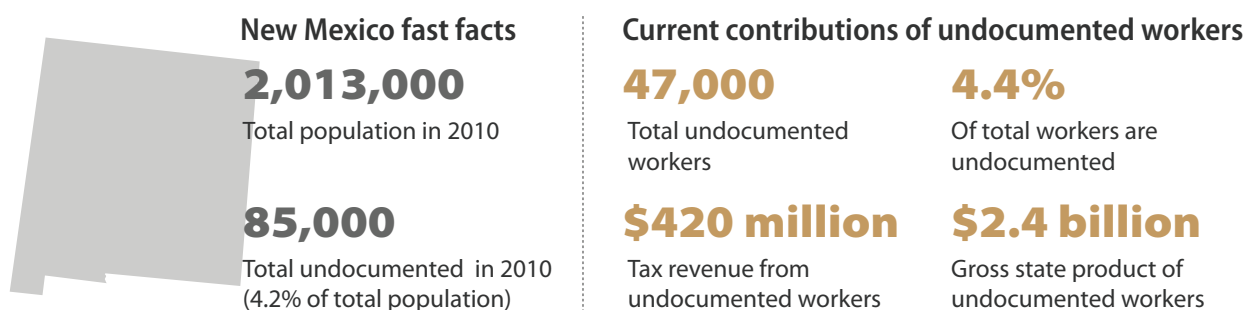 New Mexico fast facts
2,013,000
Total population in 2010
85,000
Total undocumented in 2010
(4.2% of total population)
Current contributions of undocumented workers
47,000
Total undocumented
workers
4.4%
Of total workers are
undocumented
$420 million
Tax revenue from
undocumented workers
$2.4 billion
Gross state product of
undocumented workers